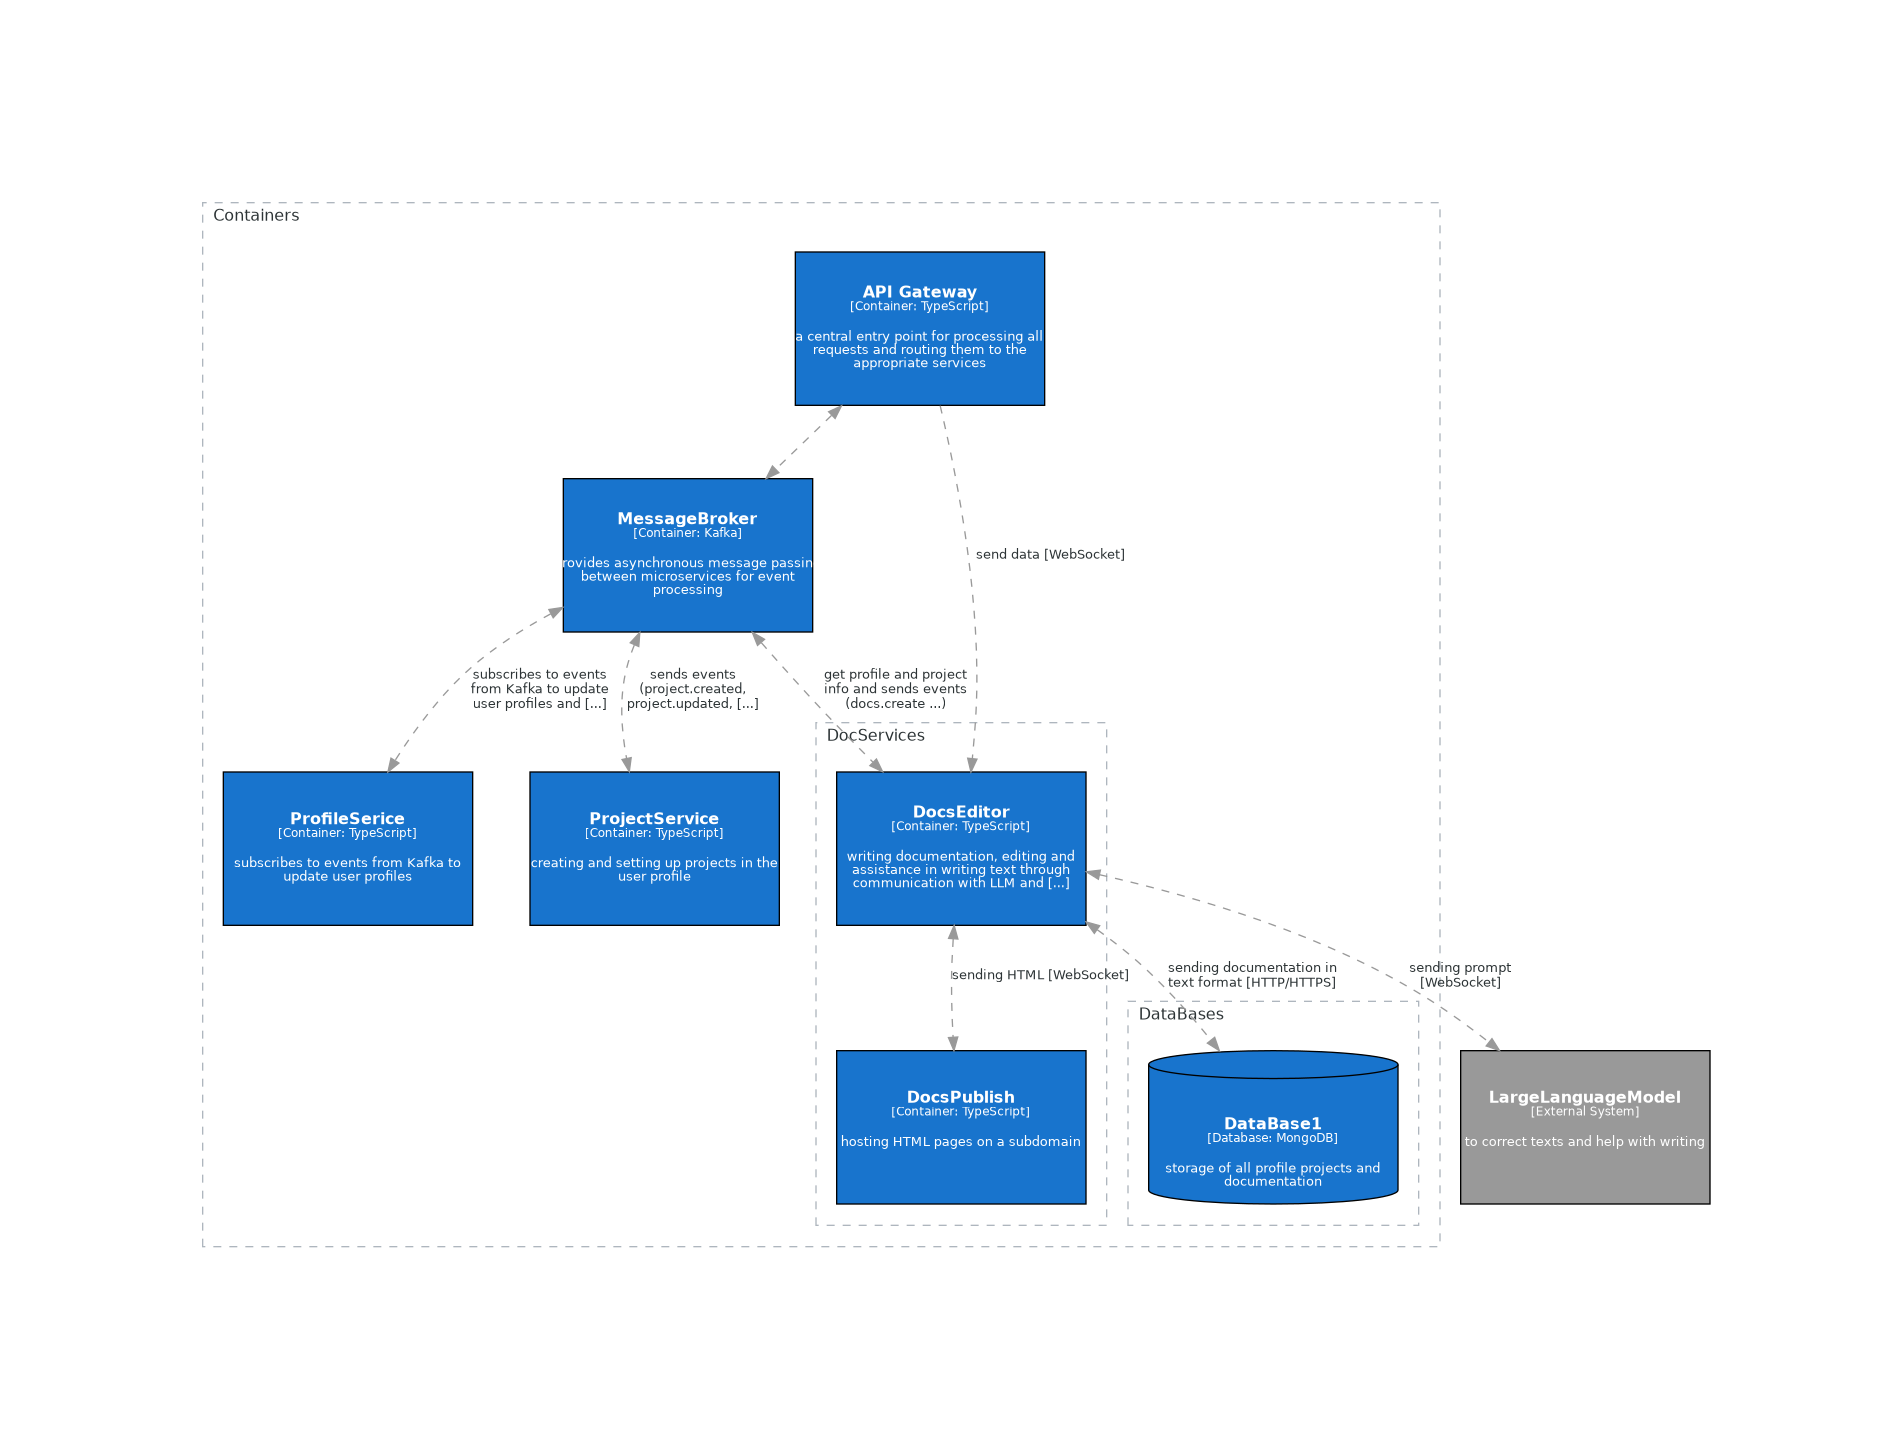 Containers
API Gateway
[Container: TypeScript]
a central entry point for processing all
requests and routing them to the
appropriate services
MessageBroker
[Container: Kafka]
rovides asynchronous message passin
between microservices for event
processing
send data [WebSocket]
subscribes to events
from Kafka to update
user profiles and [...]
sends events
(project.created,
project.updated, [...]
get profile and project
info and sends events
(docs.create ...)
DocServices
ProfileSerice
[Container: TypeScript]
subscribes to events from Kafka to
update user profiles
ProjectService
[Container: TypeScript]
creating and setting up projects in the
user profile
DocsEditor
[Container: TypeScript]
writing documentation, editing and
assistance in writing text through
communication with LLM and [...]
sending HTML [WebSocket]
sending documentation in
text format [HTTP/HTTPS]
sending prompt
[WebSocket]
DataBases
DocsPublish
[Container: TypeScript]
hosting HTML pages on a subdomain
DataBase1
[Database: MongoDB]
storage of all profile projects and
documentation
LargeLanguageModel
[External System]
to correct texts and help with writing